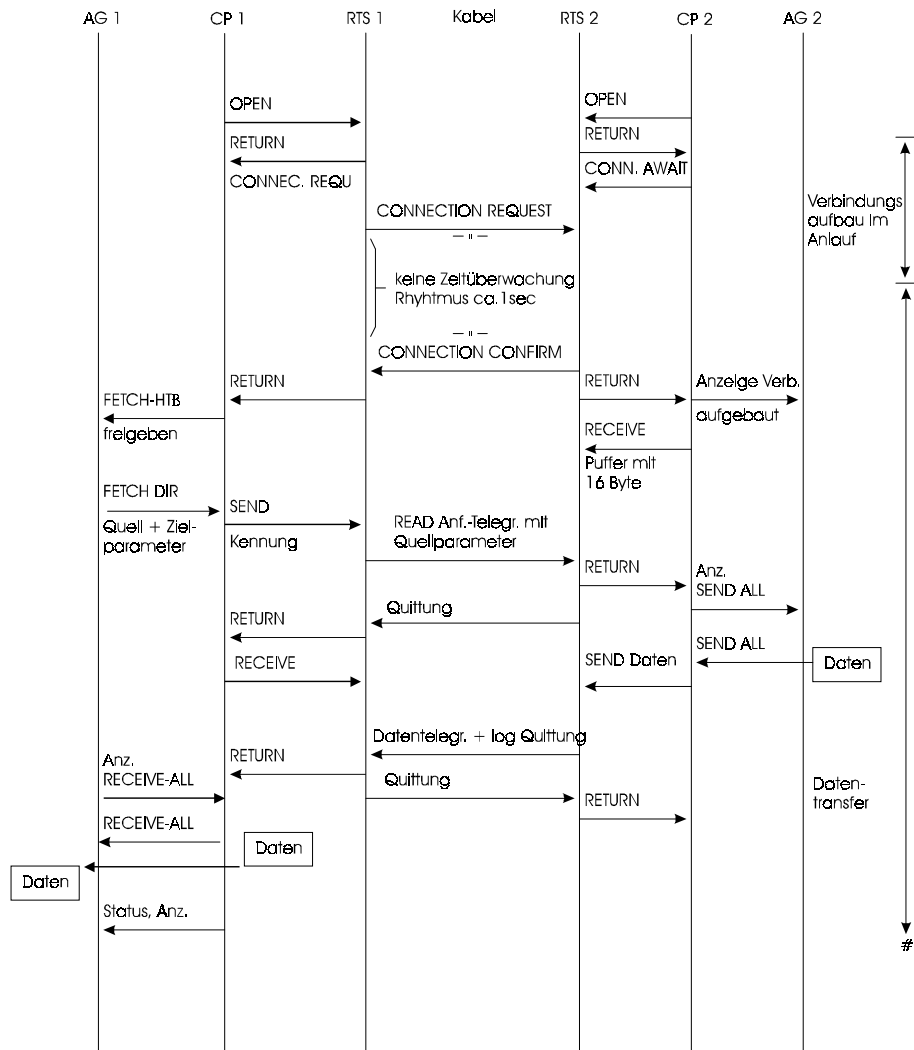 AG 1 CP 1 RTS 1 Kabel RTS 2 CP 2 AG 2
OPEN
OPEN
RETURN
RETURN
CONNEC. REQU
CONN. AWAIT
Verbindungs
aufbau im
Anlauf
CONNECTION REQUEST
— " —
keine Zeitüberwachung
Rhyhtmus ca.1sec
— " —
CONNECTION CONFIRM
RETURN
RETURN
Anzeige Verb.
aufgebaut
FETCH-HTB
freigeben
RECEIVE
Puffer mit
16 Byte
FETCH DIR
Quell + Ziel-
parameter
SEND
Kennung
READ Anf.-Telegr. mit
Quellparameter
RETURN
Anz.
SEND ALL
Quittung
RETURN
SEND ALL
Daten
RECEIVE
SEND Daten
Datentelegr. + log Quittung
RETURN
Anz.
RECEIVE-ALL
Quittung
RETURN
Daten-
transfer
RECEIVE-ALL
Daten
Daten
Status, Anz.
#